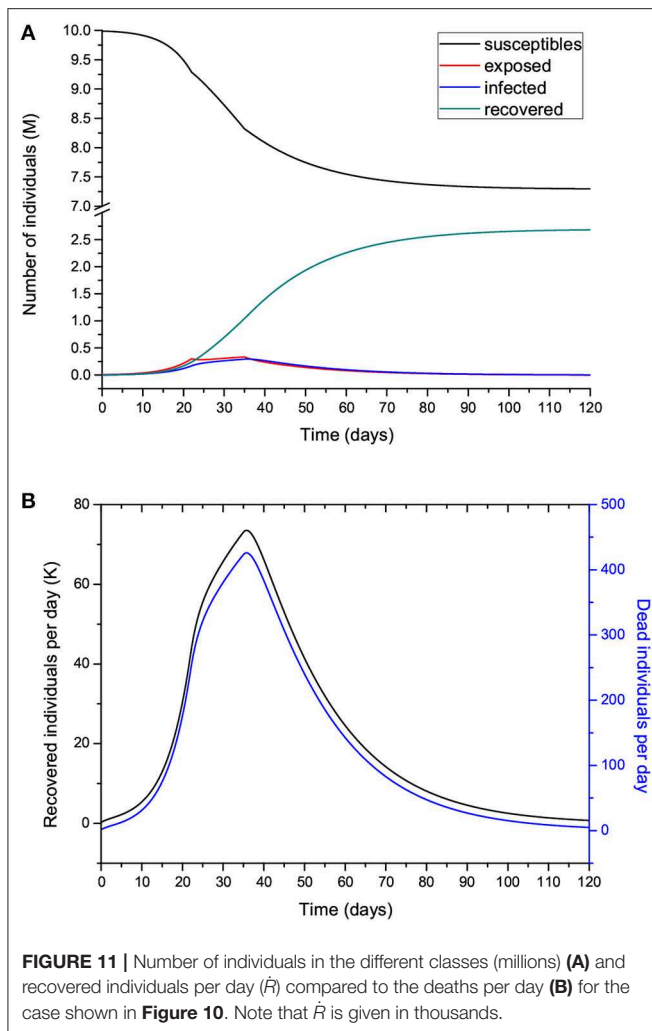 A
susceptibles
exposed
infected
recovered
10.0
9.5
9.0
8.5
8.0
7.5
7.0
2.5
2.0
1.5
1.0
0.5
0.0
Number of individuals (M)
0 10 20 30 40 50 60 70 80 90 100 110 120
Time (days)
B
80
60
40
20
0
Recovered individuals per day (K)
500
400
300
200
100
0
Dead individuals per day
0 10 20 30 40 50 60 70 80 90 100 110 120
Time (days)
FIGURE 11 | Number of individuals in the different classes (millions) (A) and
recovered individuals per day (Ṙ) compared to the deaths per day (B) for the
case shown in Figure 10. Note that Ṙ is given in thousands.